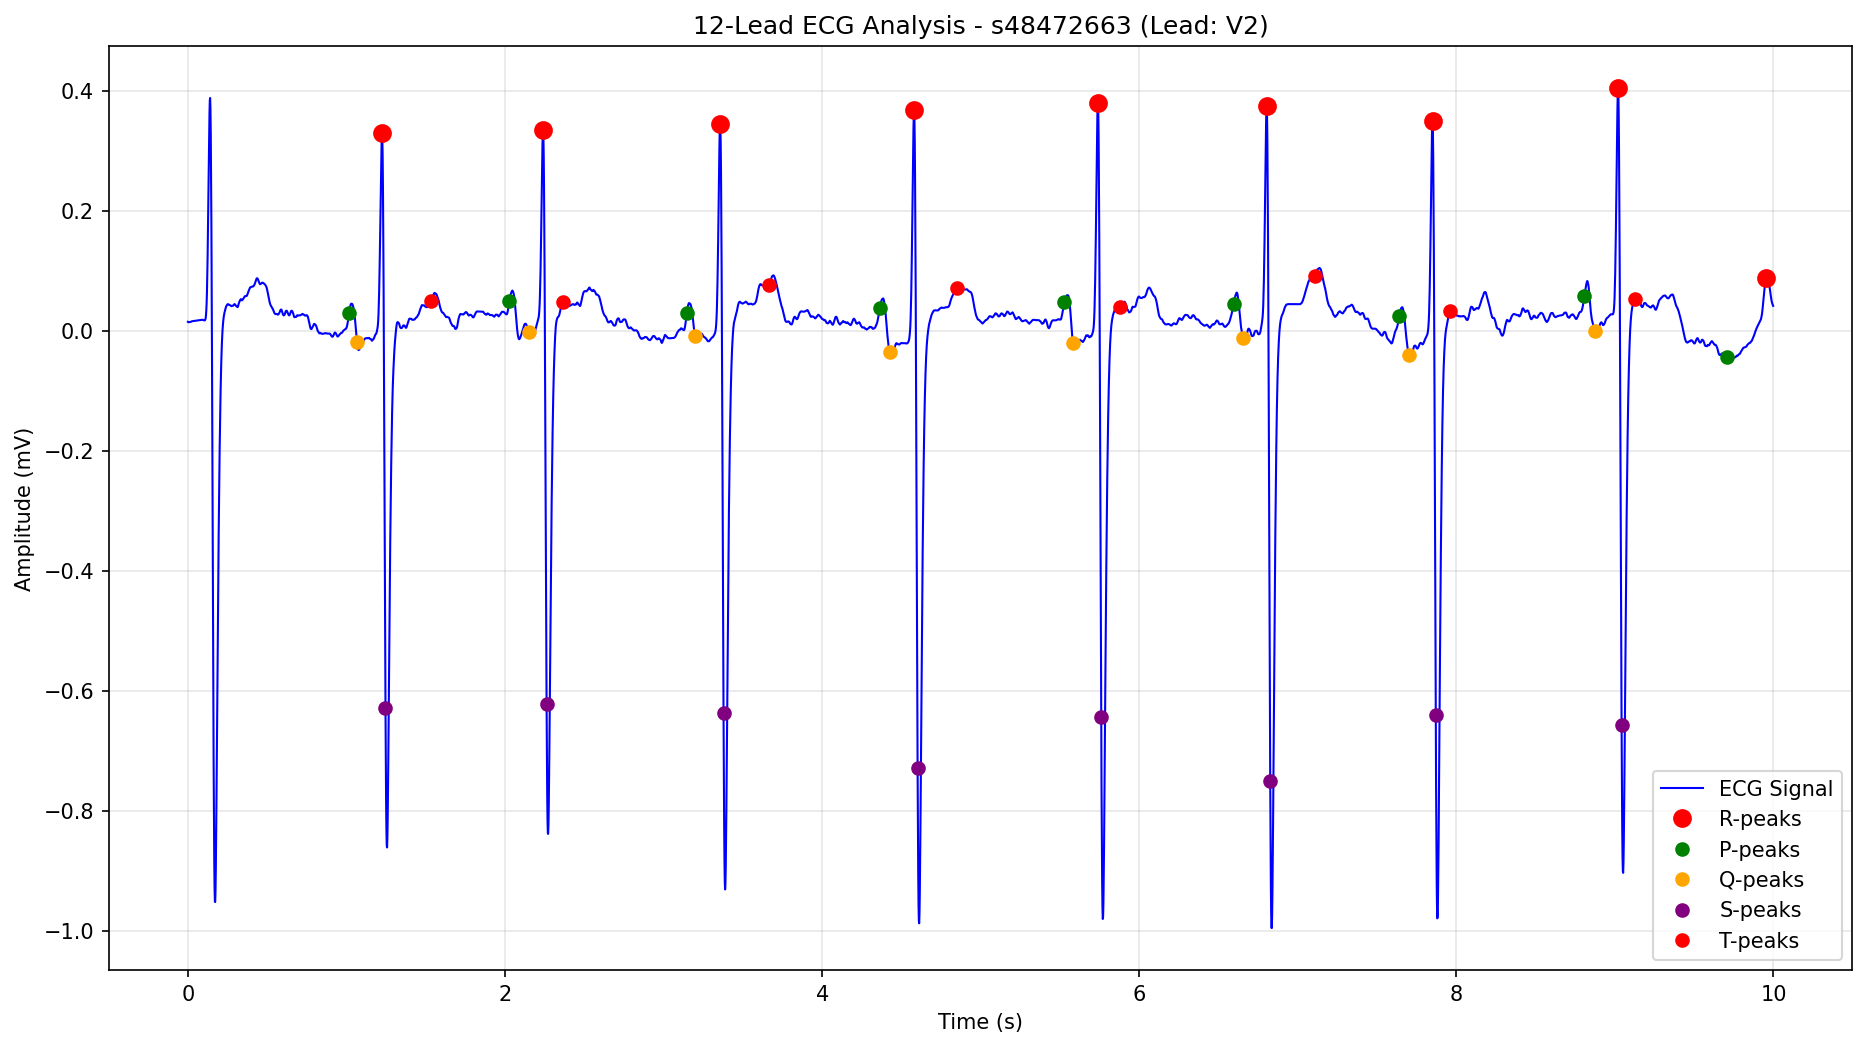 12-Lead ECG Analysis - s48472663 (Lead: V2)
Amplitude (mV)
0.4
0.2
0.0
−0.2
−0.4
−0.6
−0.8
−1.0
0 2 4 6 8 10
Time (s)
ECG Signal
R-peaks
P-peaks
Q-peaks
S-peaks
T-peaks